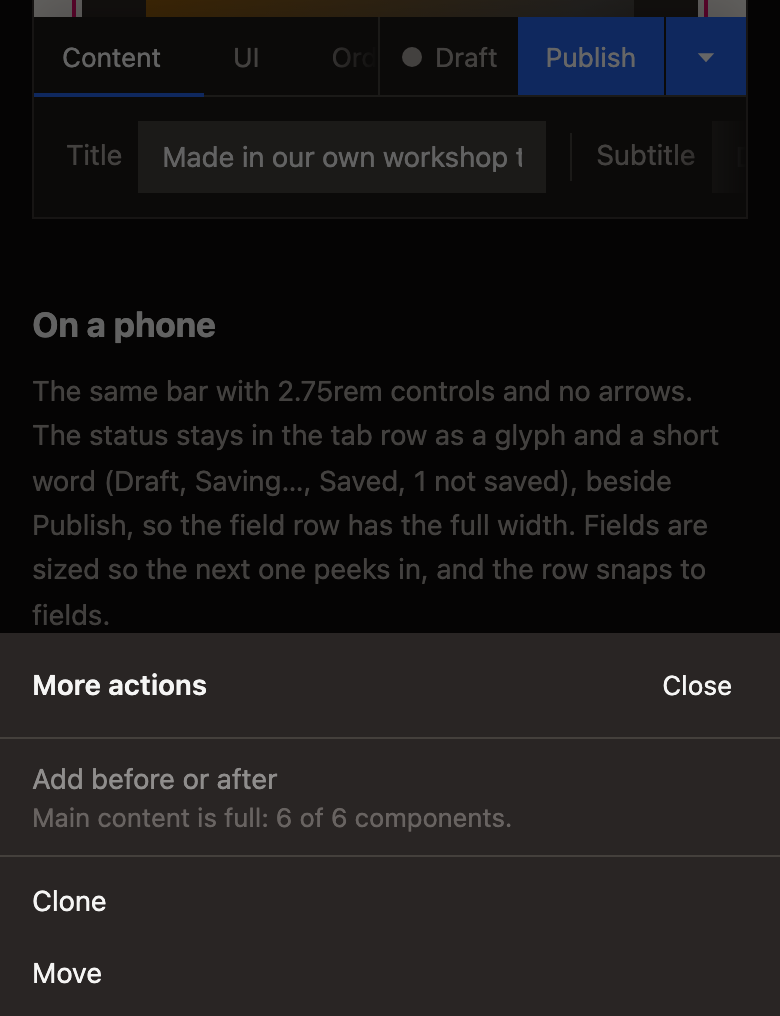 Content UI Ord Draft Publish
Title Made in our own workshop t Subtitle
On a phone
The same bar with 2.75rem controls and no arrows.
The status stays in the tab row as a glyph and a short
word (Draft, Saving…, Saved, 1 not saved), beside
Publish, so the field row has the full width. Fields are
sized so the next one peeks in, and the row snaps to
fields.
More actions Close
Add before or after
Main content is full: 6 of 6 components.
Clone
Move